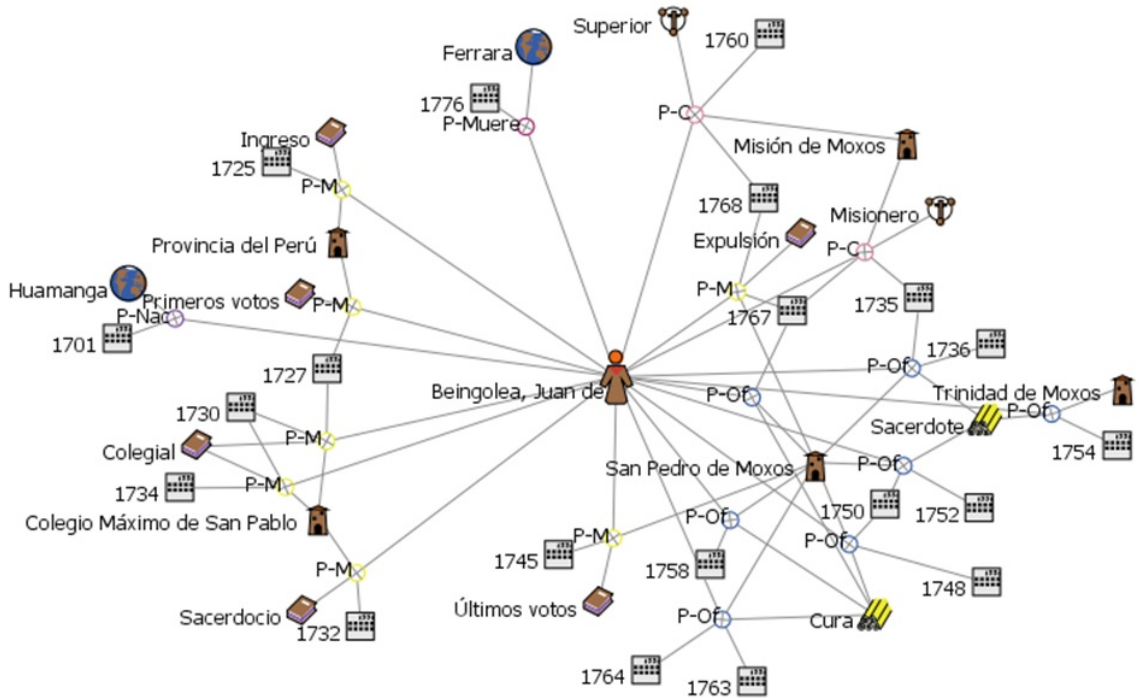 Superior
1760
Ferrara
1776
P-Muere
P-C
Ingreso
1725
Misión de Moxos
P-M
1768
Misionero
Expulsión
Provincia del Perú
P-C
Huamanga
Primeros votos
P-M
P-M
1767
1735
P-Nac
1701
1736
1727
P-Of
Beingolea, Juan de
Trinidad de Moxos
P-Of
1730
P-Of
Sacerdote
P-M
Colegial
1754
San Pedro de Moxos
P-Of
1734
P-M
1750
1752
Colegio Máximo de San Pablo
P-Of
P-M
P-Of
1745
1758
P-M
1748
Últimos votos
Sacerdocio
P-Of
Cura
1732
1764
1763